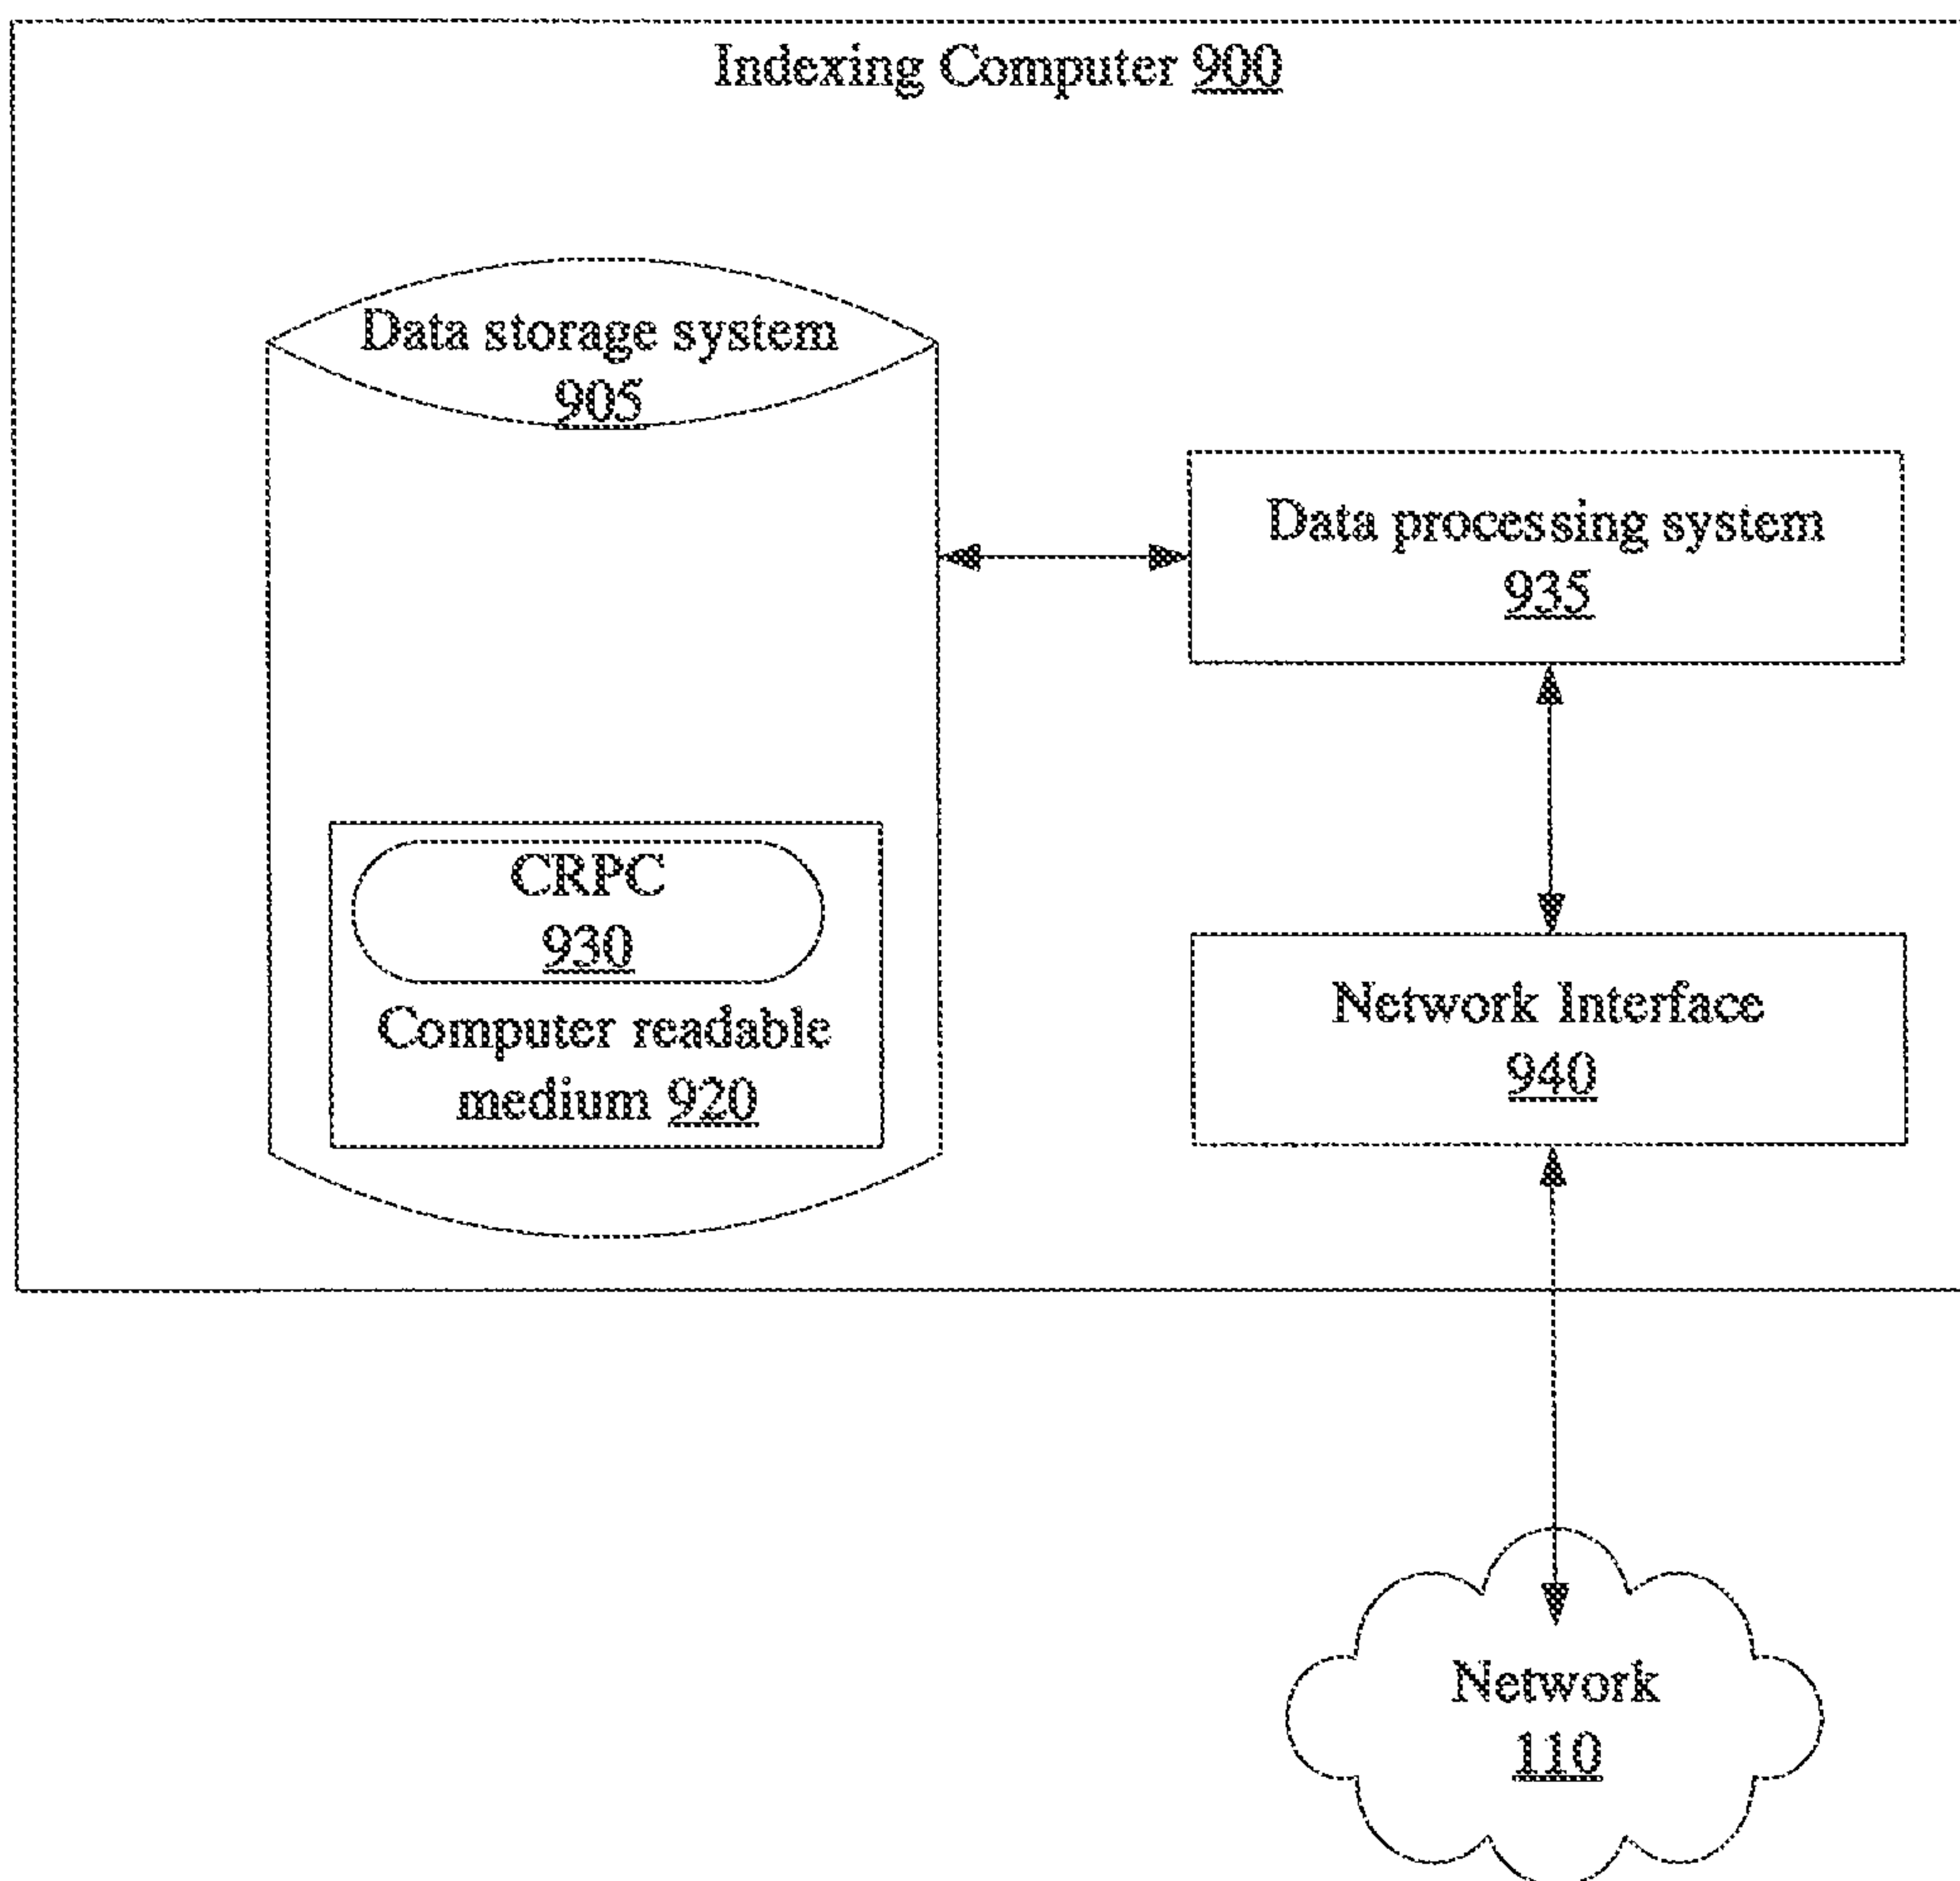 Indexing Computer 900
Data storage system
905
Data processing system
935
CRPC
930
Computer readable
medium 920
Network Interface
940
Network
110